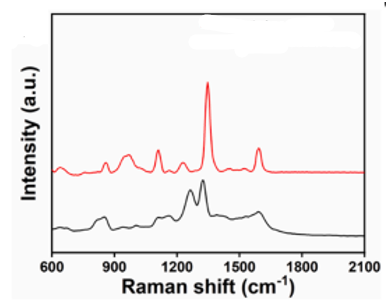 Intensity (a.u.)
600 900 1200 1500 1800 2100
Raman shift (cm⁻¹)